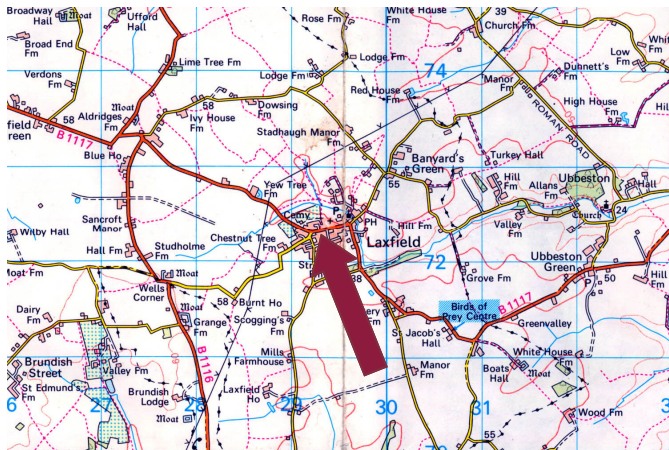 Broadway
Hall
Moat
Ufford
Hall
Rose Fm
White House
Fm
39
Church Fm
Broad End
Fm
Lime Tree Fm
Lodge Fm
Lodge Fm
74
Manor
Fm
Dunnett's
Fm
Low
Fm
Verdons
Fm
58
Aldridges
Fm
Moat
58
Ivy House
Fm
Dowsing
Fm
Red House
Fm
High House
Fm
ROMAN ROAD
Stadhaugh Manor
B1117
Blue Ho
Banyard's
Green
Turkey Hall
55
Yew Tree
Fm
Hill
Fm
Allans
Fm
Ubbeston
Hall
Church
24
Sancroft
Manor
Cemy
P
PH
Hill Fm
Valley
Fm
Wilby Hall
Hall Fm
Studholme
Fm
Chestnut Tree
Fm
Laxfield
72
Ubbeston
Green
Moat
Wells
Corner
58
Burnt Ho
38
Grove Fm
B1117
P
50
Hill
Fm
Dairy
Fm
Moat
Grange
Fm
Scogging's
Fm
Birds of
Prey Centre
St Jacob's
Hall
Greenvalley
Brundish
Street
Valley Fm
B1116
Mills
Farmhouse
Manor
Fm
White House
Fm
Boats
Hall
Moat
St Edmund's
Fm
Brundish
Lodge
Moat
Laxfield
Ho
Wood Fm
27
28
29
30
31
55